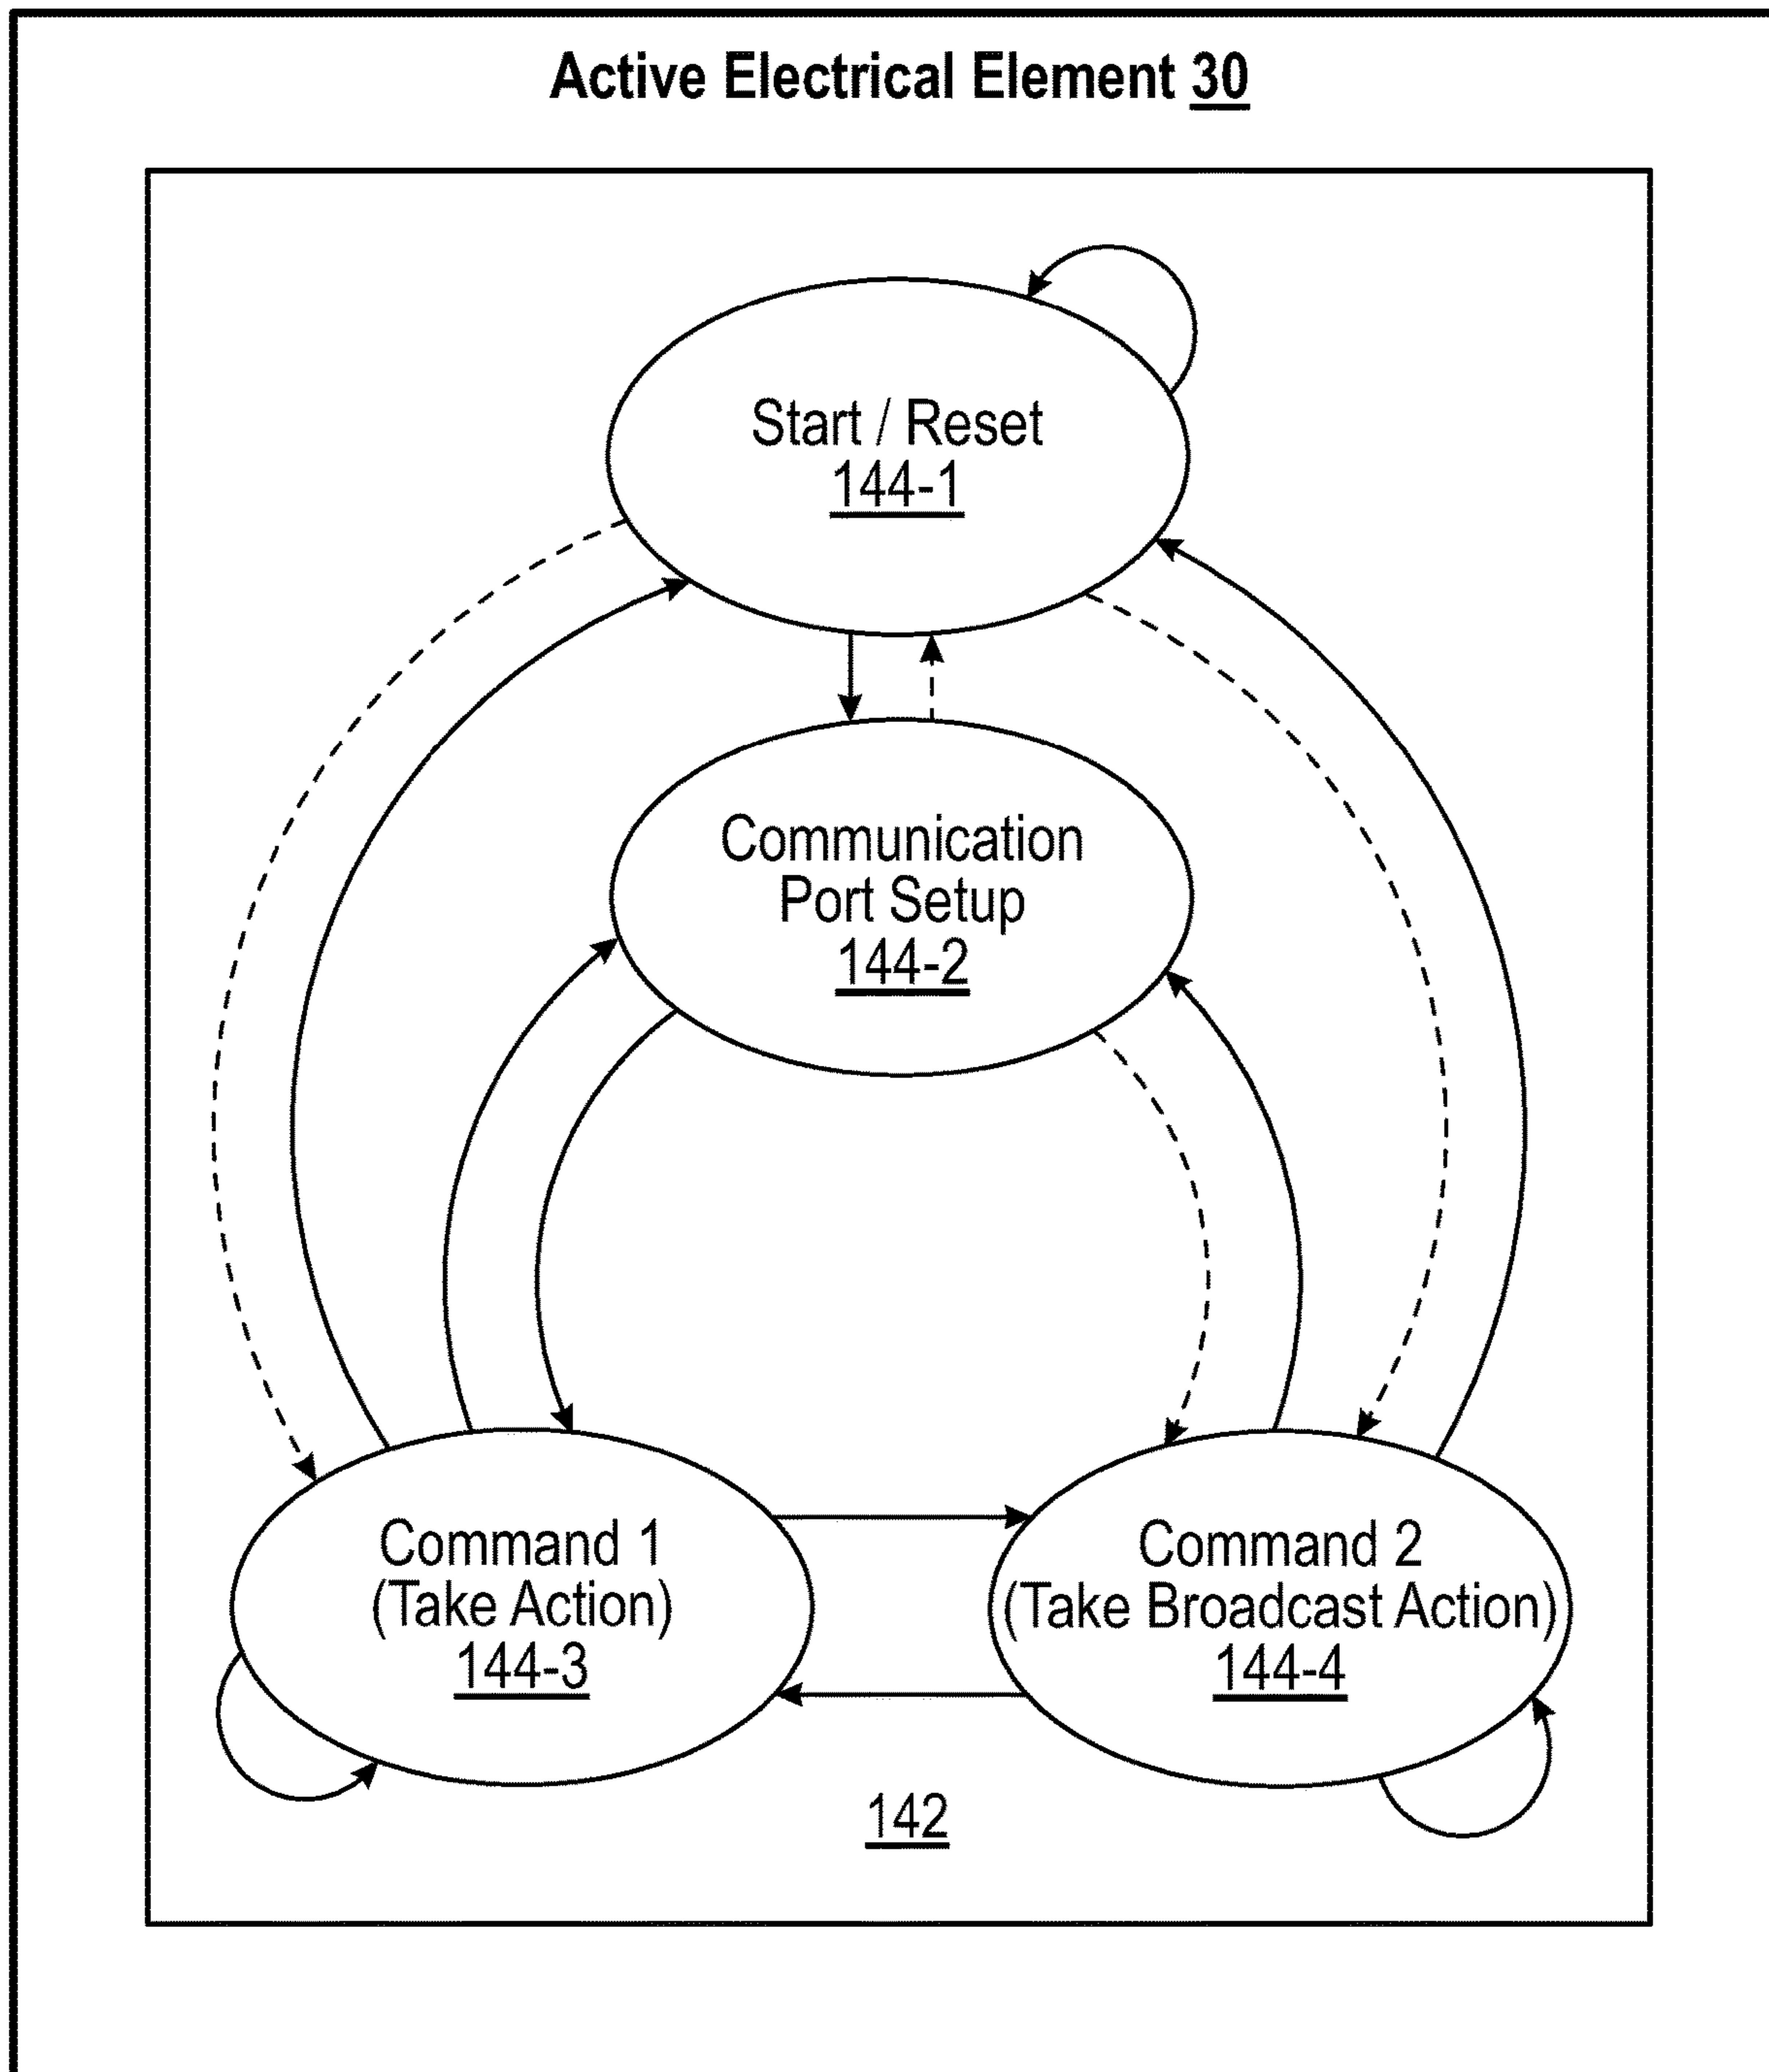 Active Electrical Element 30
Start / Reset
144-1
Communication
Port Setup
144-2
Command 1
(Take Action)
144-3
Command 2
(Take Broadcast Action)
144-4
142